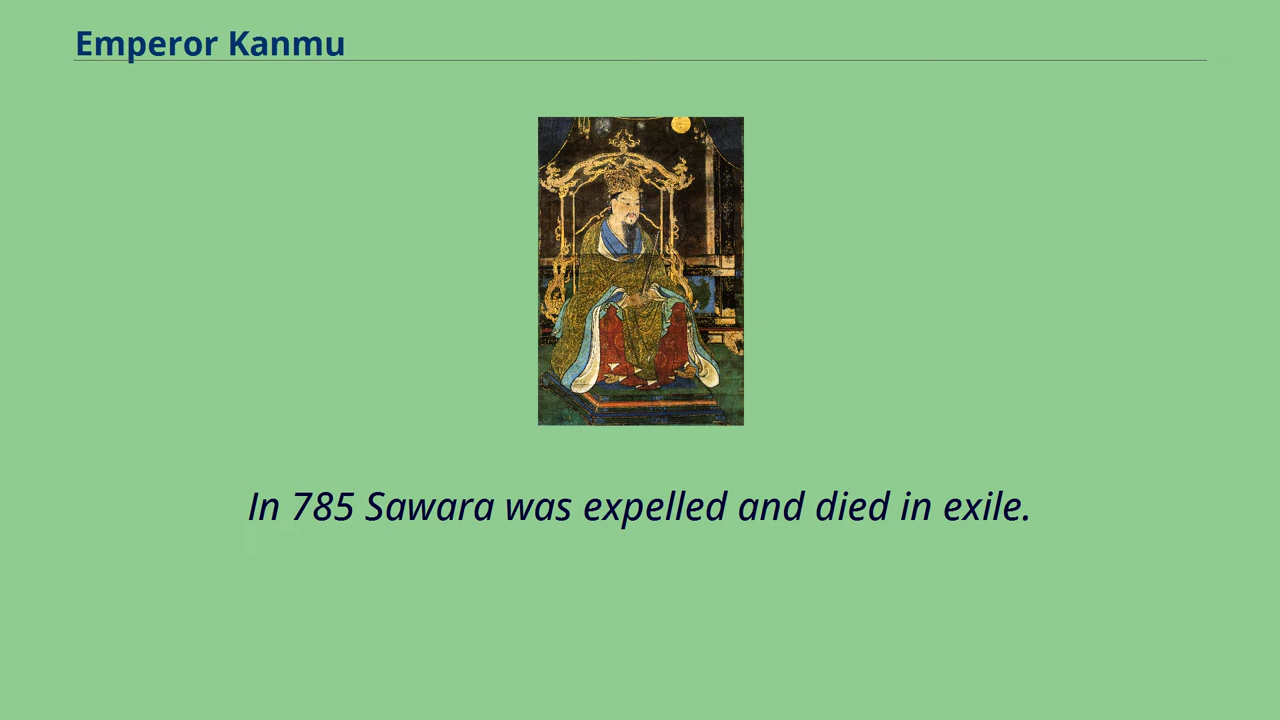 Emperor Kanmu
In 785 Sawara was expelled and died in exile.